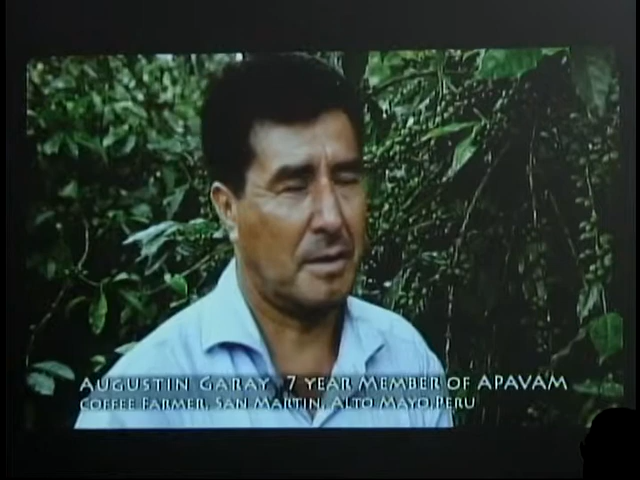 Augustin Garay, 7 Year Member of APAVAM
Coffee Farmer, San Martin, Alto Mayo, Peru